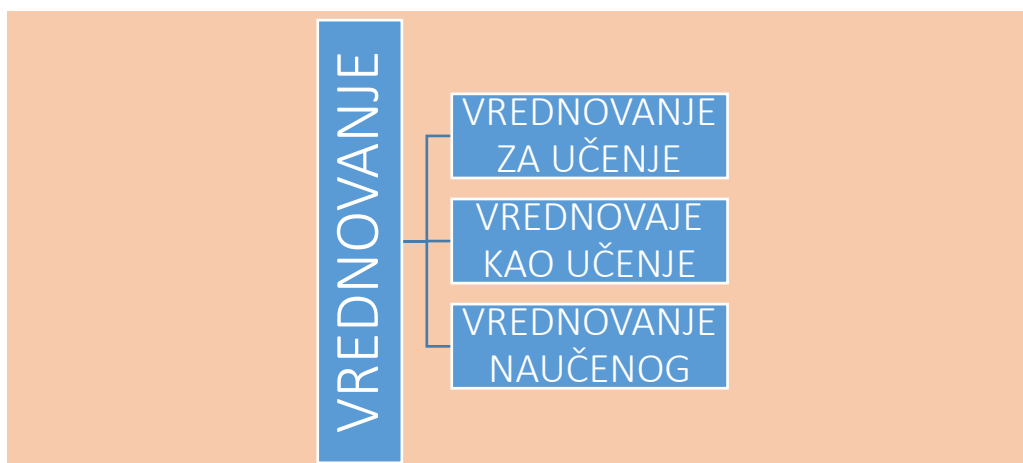 VREDNOVANJE
VREDNOVANJE
ZA UČENJE
VREDNOVAJE
KAO UČENJE
VREDNOVANJE
NAUČENOG